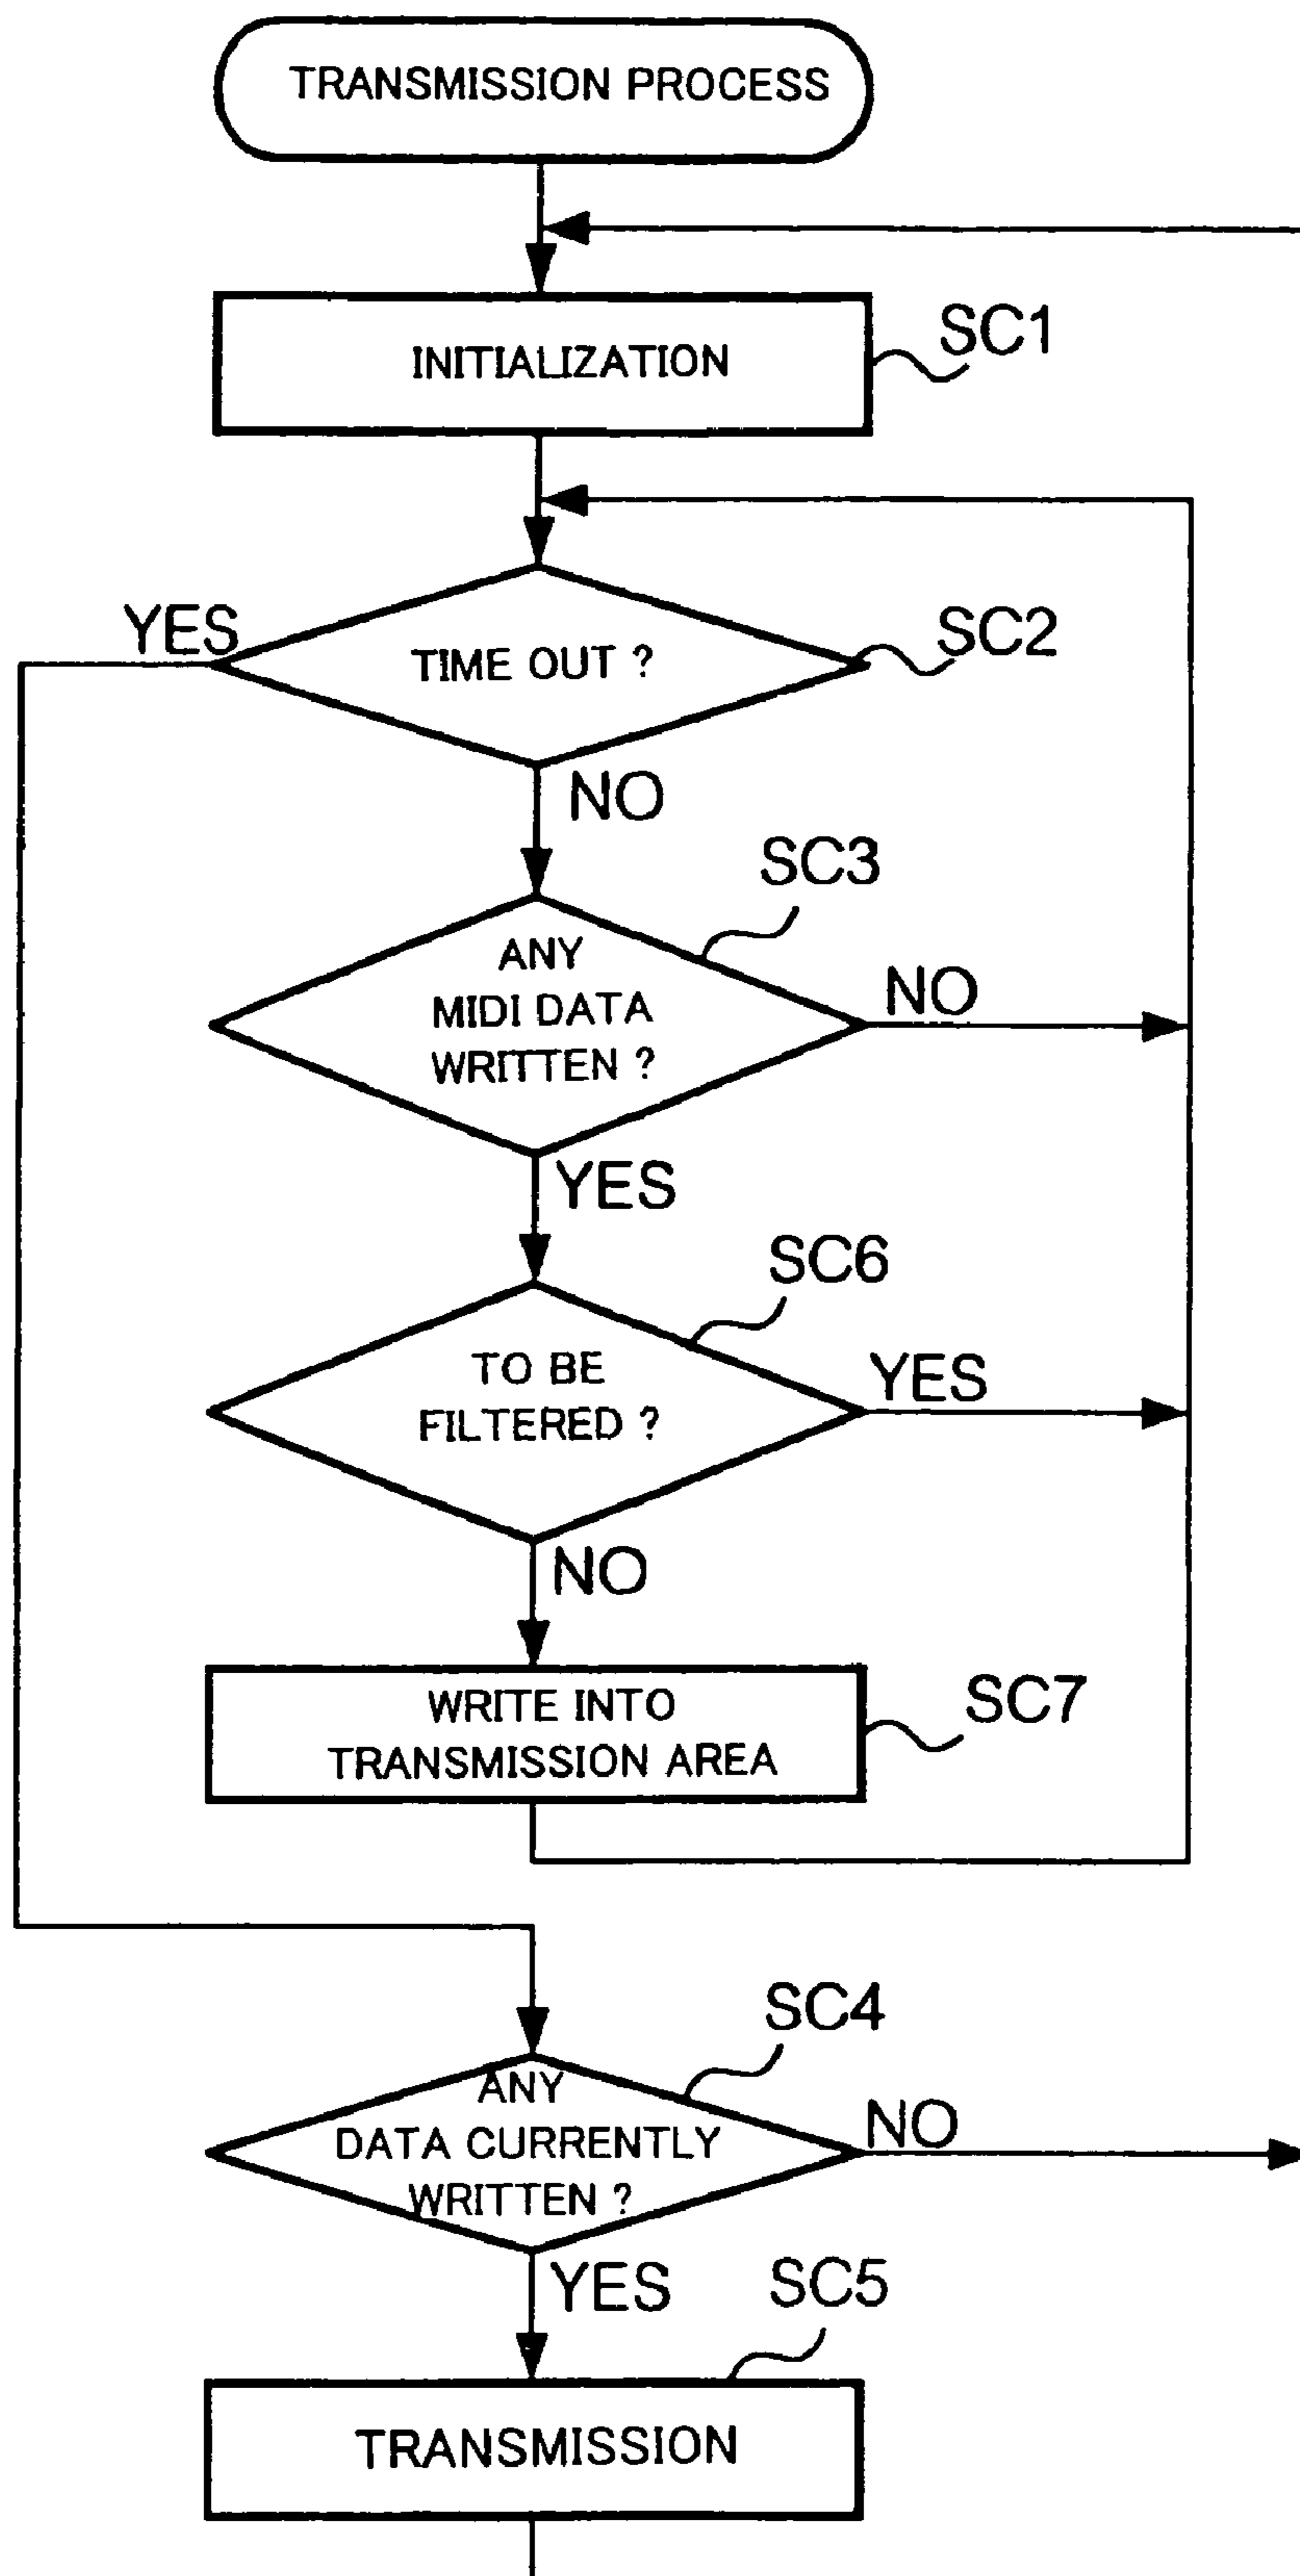 TRANSMISSION PROCESS
INITIALIZATION
SC1
YES
TIME OUT ?
SC2
NO
SC3
ANY
MIDI DATA
WRITTEN ?
NO
YES
SC6
TO BE
FILTERED ?
YES
NO
WRITE INTO
TRANSMISSION AREA
SC7
SC4
ANY
DATA CURRENTLY
WRITTEN ?
NO
YES
SC5
TRANSMISSION